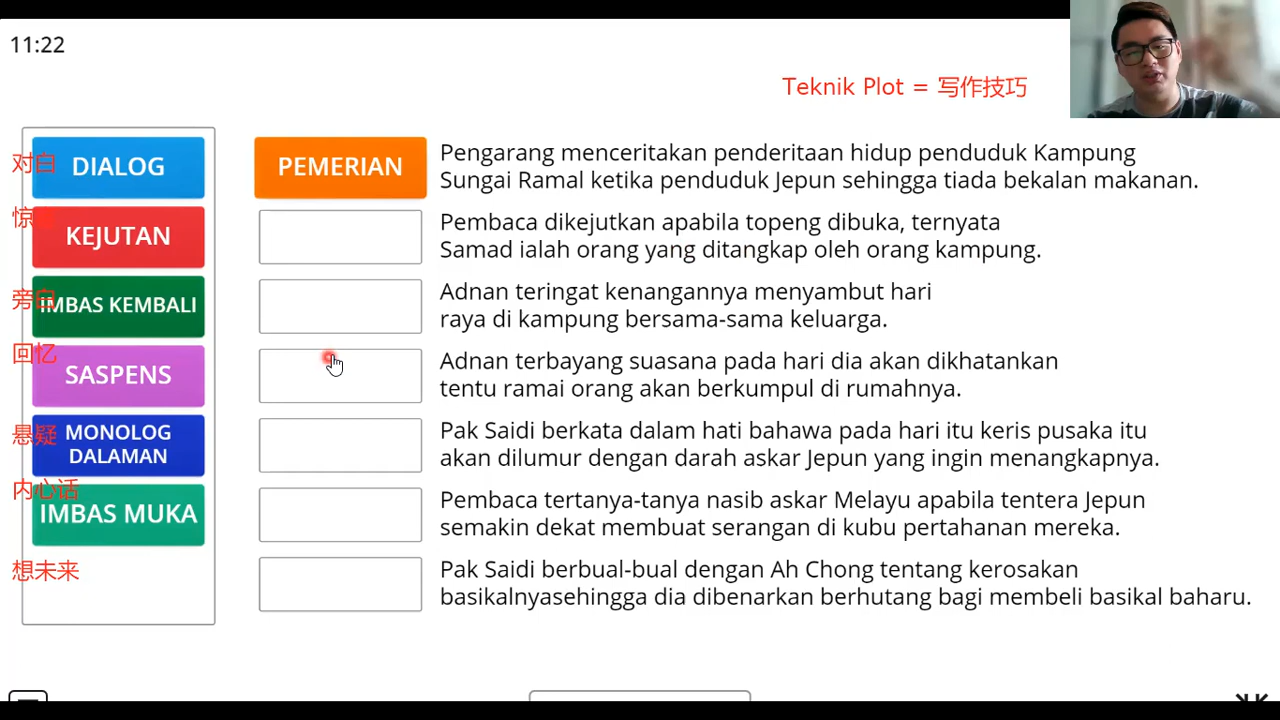 11:22
Teknik Plot = 写作技巧
对白
DIALOG
惊
KEJUTAN
旁白
IMBAS KEMBALI
回忆
SASPENS
悬疑
MONOLOG
DALAMAN
内心话
IMBAS MUKA
想未来
PEMERIAN
Pengarang menceritakan penderitaan hidup penduduk Kampung
Sungai Ramal ketika penduduk Jepun sehingga tiada bekalan makanan.
Pembaca dikejutkan apabila topeng dibuka, ternyata
Samad ialah orang yang ditangkap oleh orang kampung.
Adnan teringat kenangannya menyambut hari
raya di kampung bersama-sama keluarga.
Adnan terbayang suasana pada hari dia akan dikhatankan
tentu ramai orang akan berkumpul di rumahnya.
Pak Saidi berkata dalam hati bahawa pada hari itu keris pusaka itu
akan dilumur dengan darah askar Jepun yang ingin menangkapnya.
Pembaca tertanya-tanya nasib askar Melayu apabila tentera Jepun
semakin dekat membuat serangan di kubu pertahanan mereka.
Pak Saidi berbual-bual dengan Ah Chong tentang kerosakan
basikalnyasehingga dia dibenarkan berhutang bagi membeli basikal baharu.